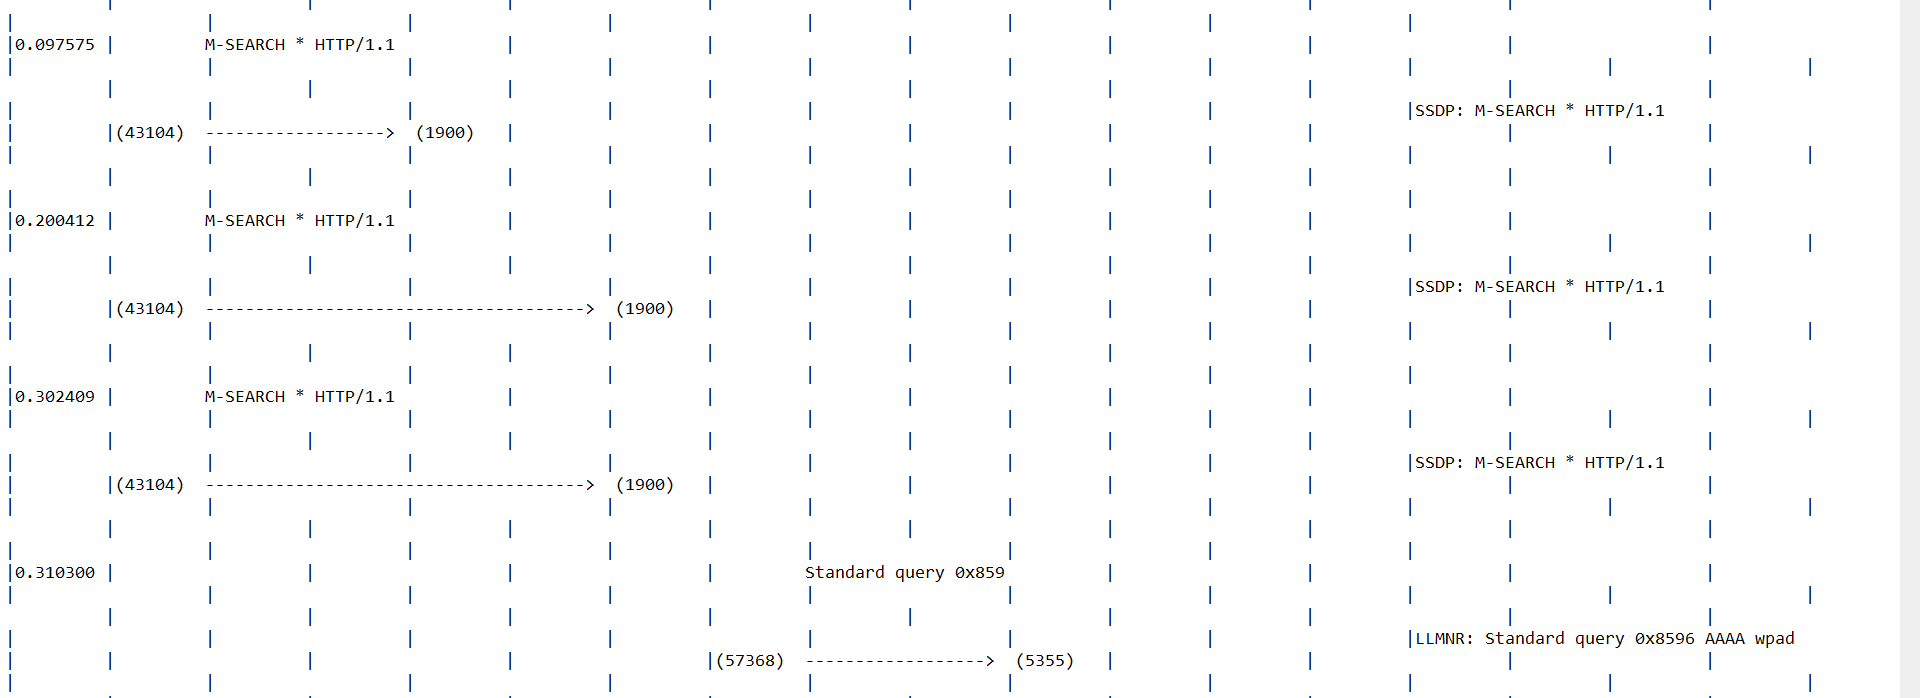 |0.097575 | M-SEARCH * HTTP/1.1 | | | | | |
|SSDP: M-SEARCH * HTTP/1.1
| |(43104) ------------------> (1900) | | | | | |
|0.200412 | M-SEARCH * HTTP/1.1 | | | | | | |
|SSDP: M-SEARCH * HTTP/1.1
| |(43104) --------------------------------------> (1900) | | | | | |
|0.302409 | M-SEARCH * HTTP/1.1 | | | | | | |
|SSDP: M-SEARCH * HTTP/1.1
| |(43104) --------------------------------------> (1900) | | | | | |
|0.310300 | | | | Standard query 0x859 | | | |
|LLMNR: Standard query 0x8596 AAAA wpad
| | | | |(57368) ------------------> (5355) | | | |